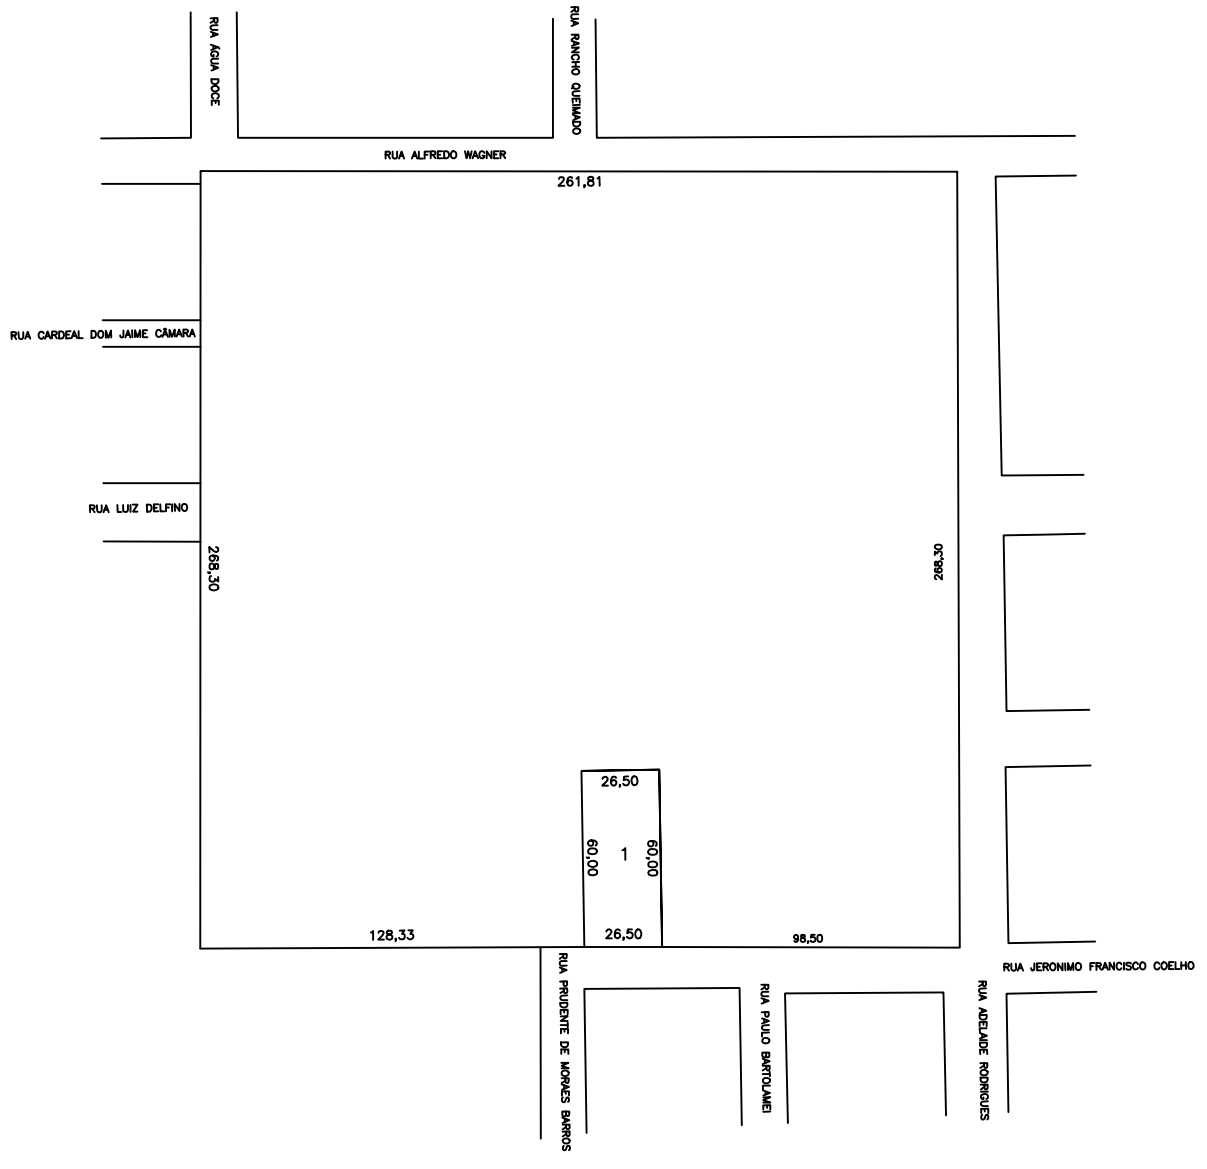 RUA ÁGUA DOCE
RUA RANCHO QUEIMADO
RUA ALFREDO WAGNER
261,81
RUA CARDEAL DOM JAIME CÂMARA
RUA LUIZ DELFINO
268,30
268,30
26,50
60,00
1
60,00
128,33
26,50
98,50
RUA JERONIMO FRANCISCO COELHO
RUA PRUDENTE DE MORAES BARROS
RUA PAULO BARTOLAMEI
RUA ADELAIDE RODRIGUES